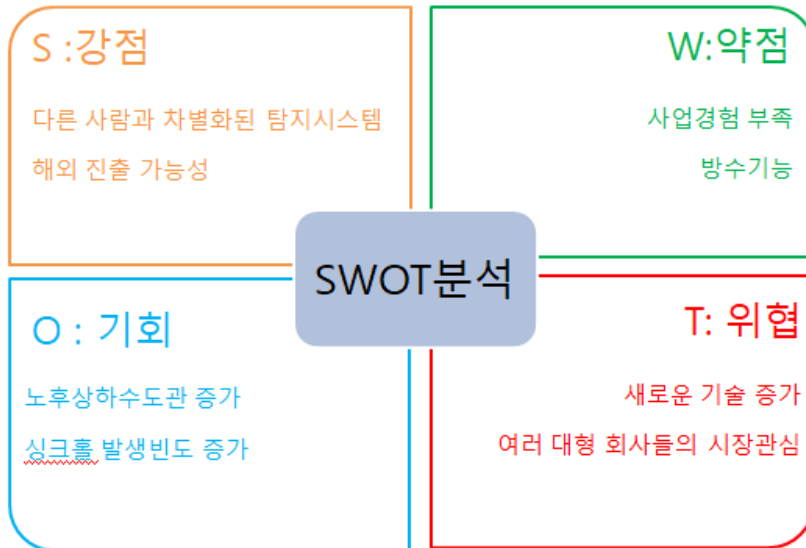 S :강점
다른 사람과 차별화된 탐지시스템
해외 진출 가능성
W:약점
사업경험 부족
방수기능
SWOT분석
O : 기회
노후상하수도관 증가
싱크홀 발생빈도 증가
T: 위협
새로운 기술 증가
여러 대형 회사들의 시장관심